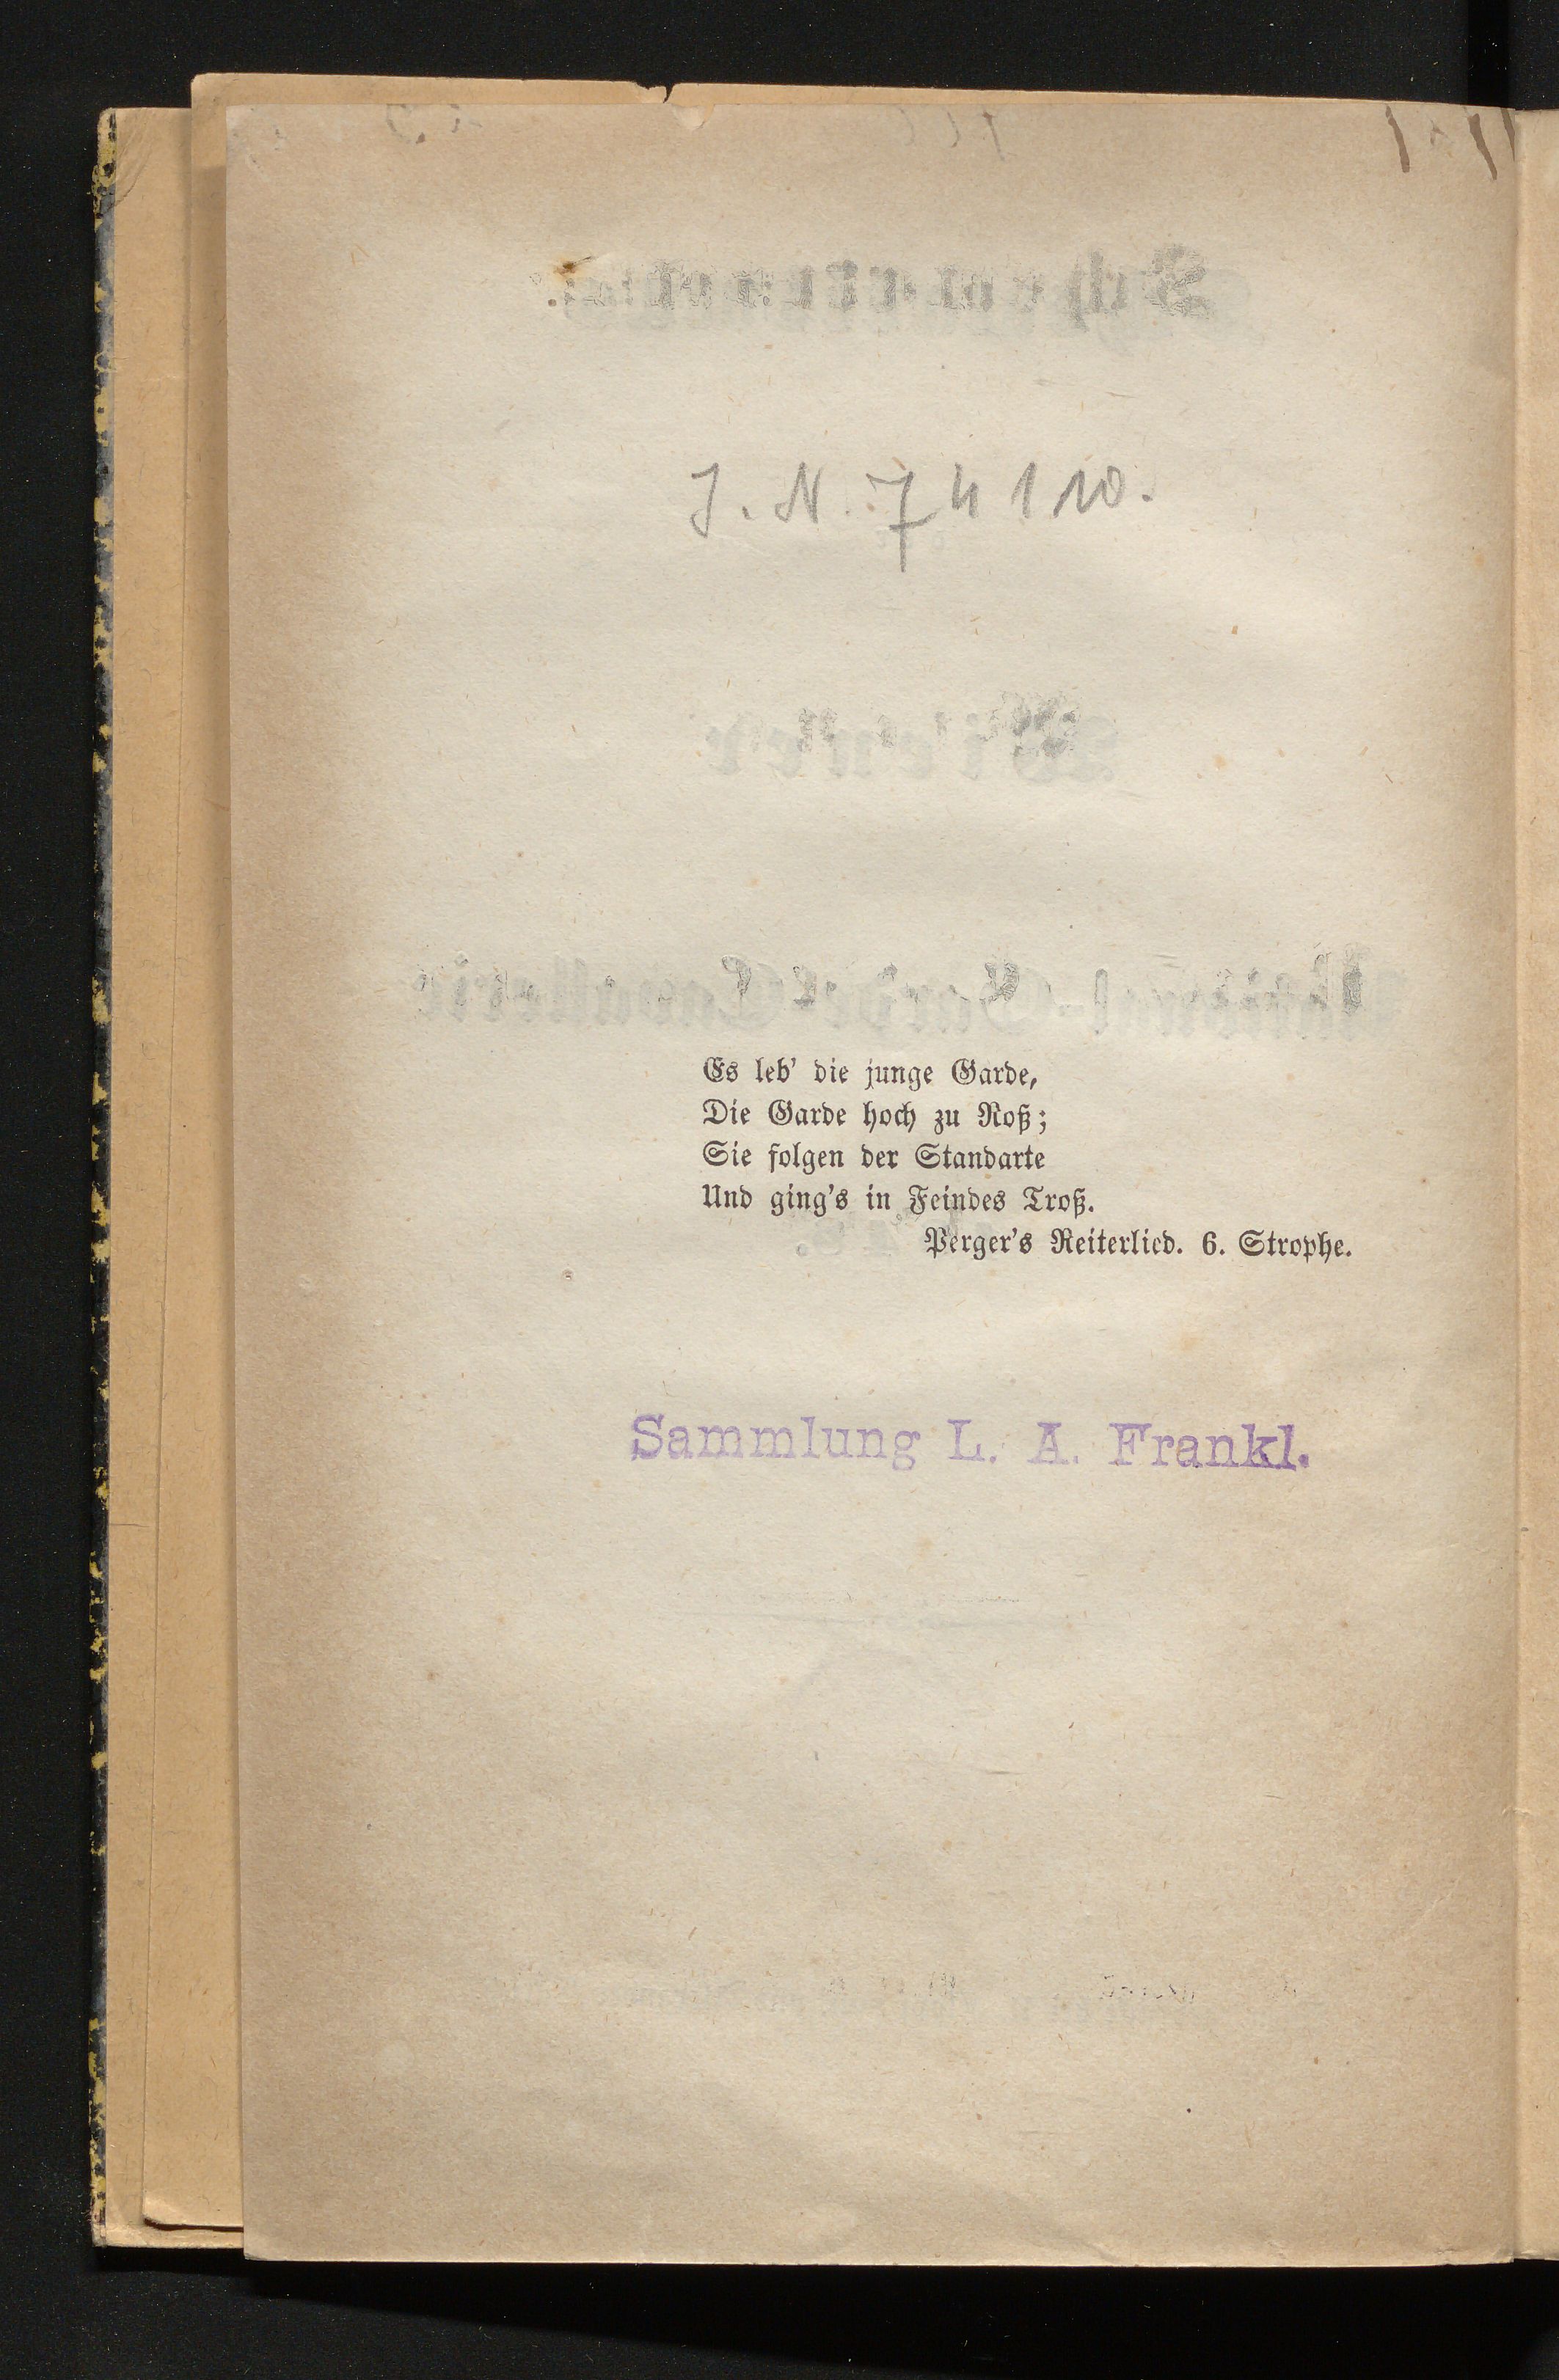 J. N. 74110.
Es leb' die junge Garde,
Die Garde hoch zu Roß;
Sie folgen der Standarte
Und ging's in Feindes Troß.
Perger's Reiterlied. 6. Strophe.
Sammlung L. A. Frankl.